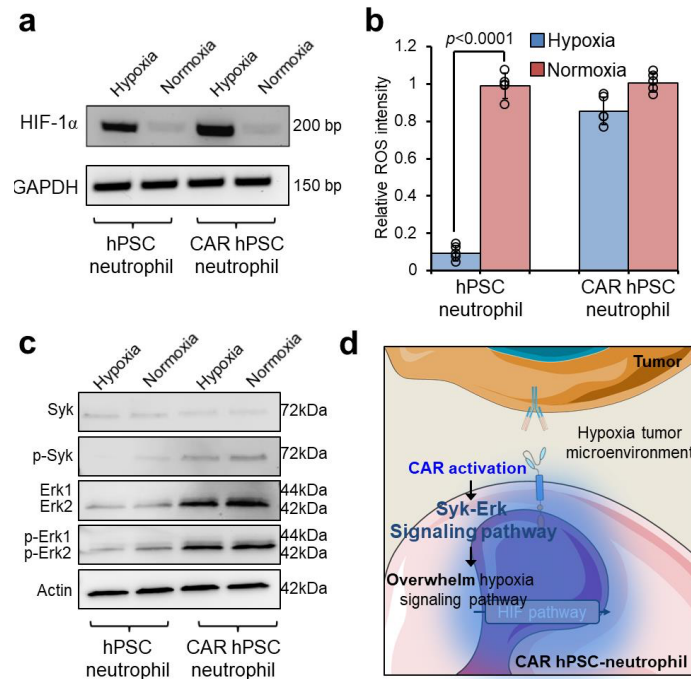 a
Hypoxia
Normoxia
Hypoxia
Normoxia
HIF-1α
200 bp
GAPDH
150 bp
hPSC
neutrophil
CAR hPSC
neutrophil
b
p<0.0001
Hypoxia
Normoxia
Relative ROS intensity
1.2
1
0.8
0.6
0.4
0.2
0
hPSC
neutrophil
CAR hPSC
neutrophil
c
Hypoxia
Normoxia
Hypoxia
Normoxia
Syk
72kDa
p-Syk
72kDa
Erk1
44kDa
Erk2
42kDa
p-Erk1
44kDa
p-Erk2
42kDa
Actin
42kDa
hPSC
neutrophil
CAR hPSC
neutrophil
d
Tumor
Hypoxia tumor
microenvironment
CAR activation
Syk-Erk
Signaling pathway
Overwhelm hypoxia
signaling pathway
HIF pathway
CAR hPSC-neutrophil